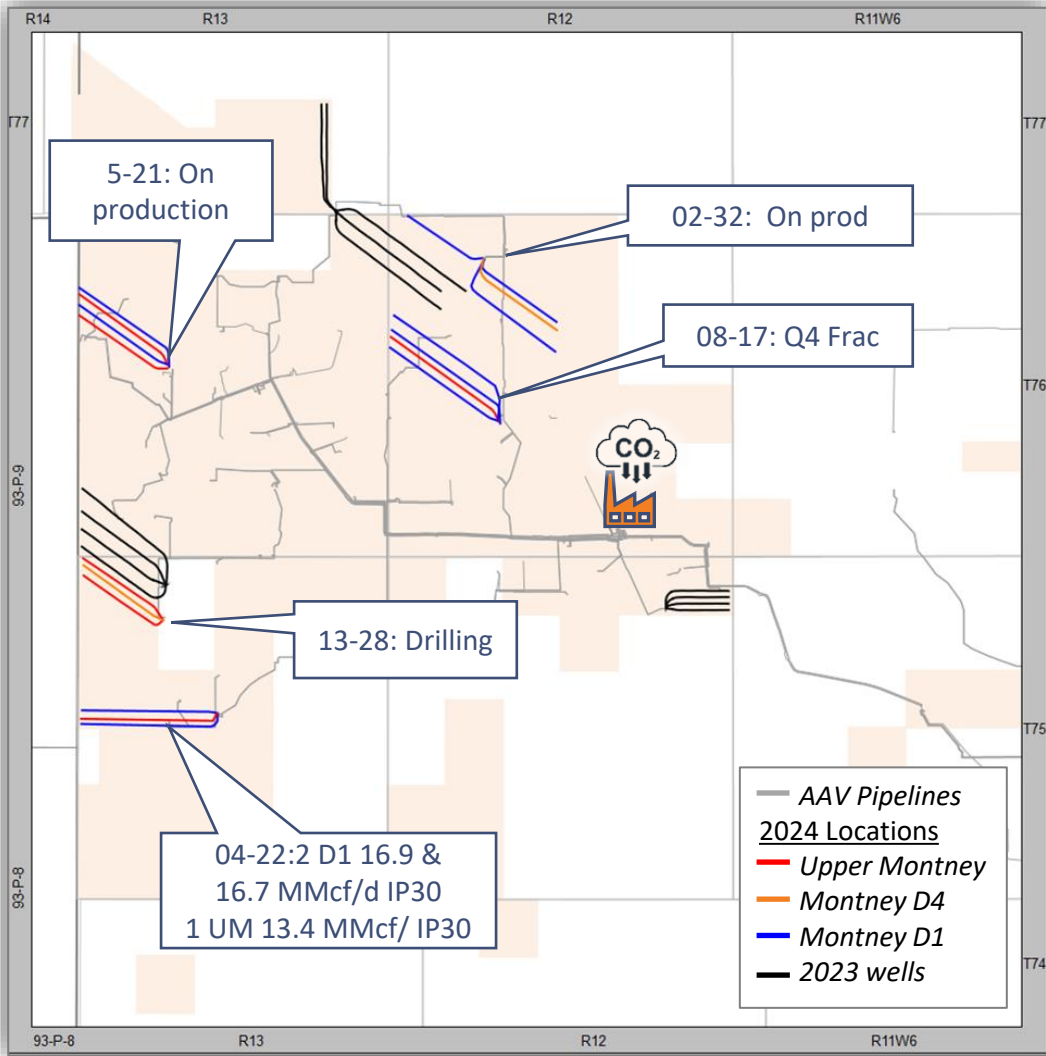 R14
R13
R12
R11W6
T77
T77
5-21: On
production
02-32:  On prod
08-17: Q4 Frac
T76
CO₂
93-P-9
13-28: Drilling
T75
04-22:2 D1 16.9 &
16.7 MMcf/d IP30
1 UM 13.4 MMcf/ IP30
93-P-8
AAV Pipelines
2024 Locations
Upper Montney
Montney D4
Montney D1
2023 wells
T74
93-P-8
R13
R12
R11W6